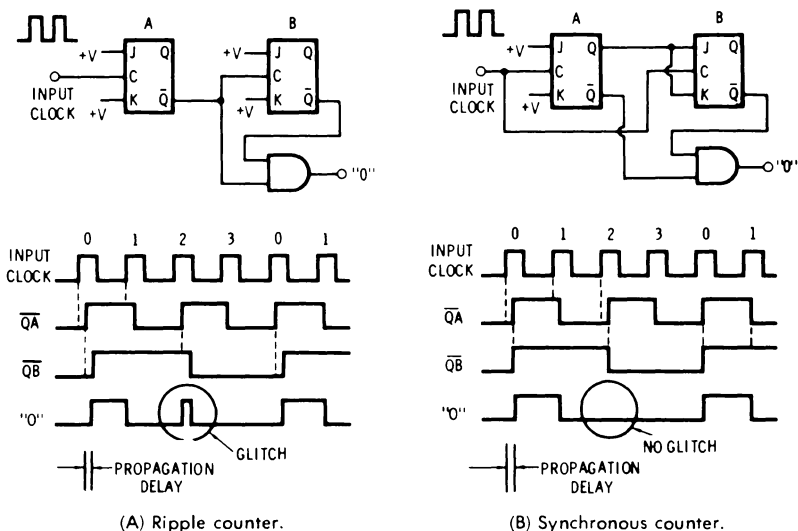 A B
+V J Q +V J Q
C C
INPUT CLOCK +V K Q̅ +V K Q̅
"0"
0 1 2 3 0 1
INPUT CLOCK
Q̅A̅
Q̅B̅
"0"
GLITCH
PROPAGATION DELAY
(A) Ripple counter.
A B
+V J Q J Q
C C
INPUT CLOCK +V K Q̅ K Q̅
"0"
0 1 2 3 0 1
INPUT CLOCK
Q̅A̅
Q̅B̅
"0"
NO GLITCH
PROPAGATION DELAY
(B) Synchronous counter.